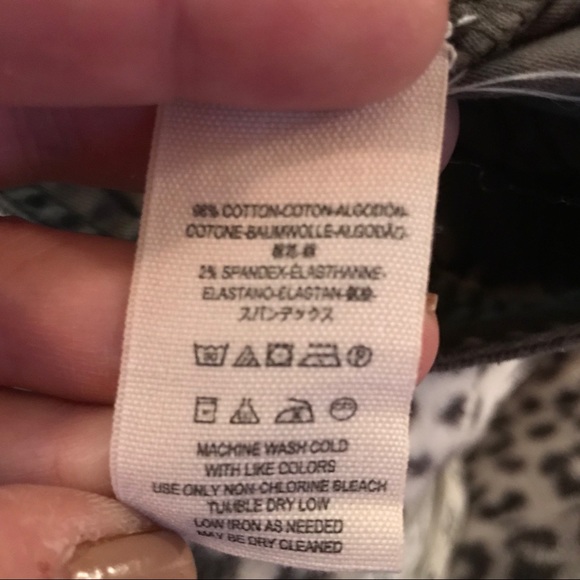 98% COTTON-COTON-ALGODÓN-
COTONE-BAUMWOLLE-ALGODÃO-
2% SPANDEX-ÉLASTHANNE-
ELASTANO-ELASTAN-氨纶-
スパンデックス
MACHINE WASH COLD
WITH LIKE COLORS
USE ONLY NON-CHLORINE BLEACH
TUMBLE DRY LOW
LOW IRON AS NEEDED
MAY BE DRY CLEANED